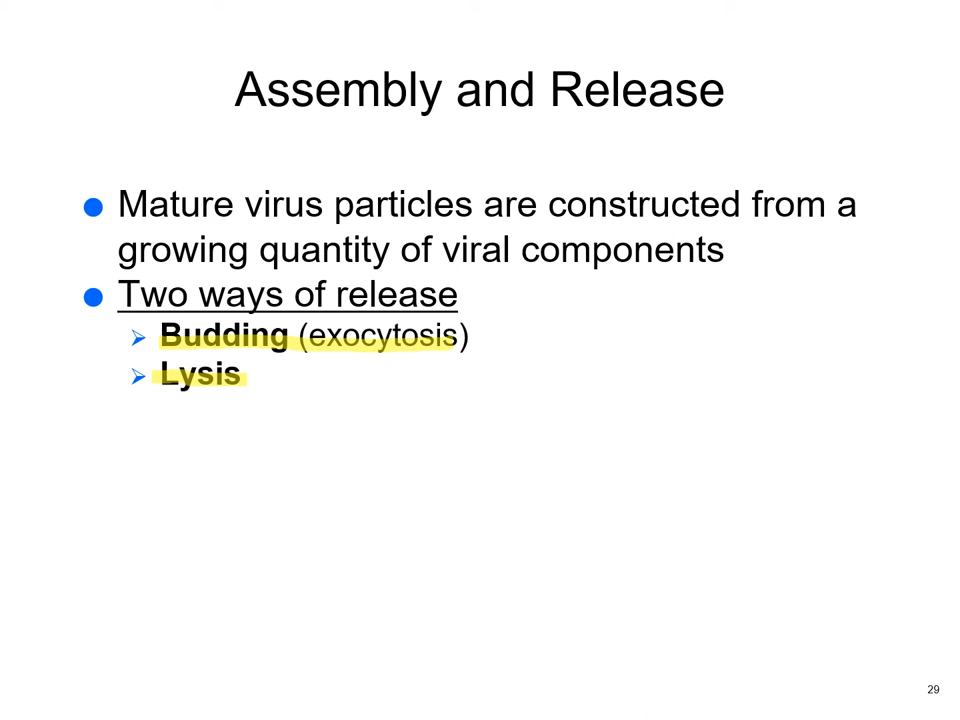 Assembly and Release
● Mature virus particles are constructed from a
growing quantity of viral components
● Two ways of release
➢ Budding (exocytosis)
➢ Lysis
29